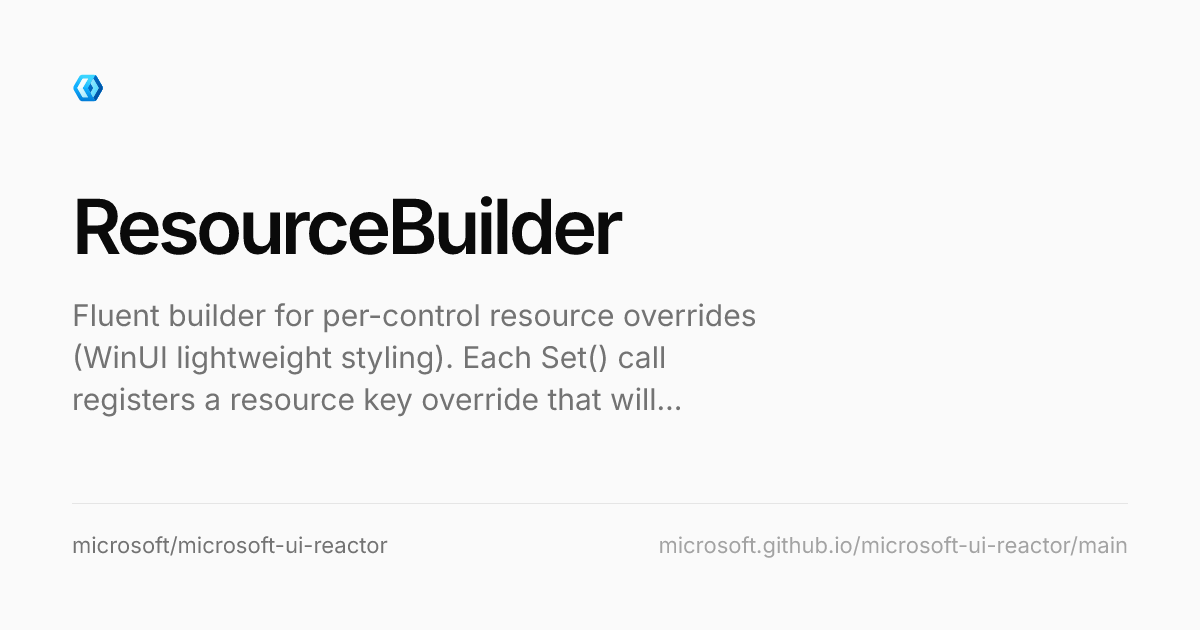 ResourceBuilder
Fluent builder for per-control resource overrides
(WinUI lightweight styling). Each Set() call
registers a resource key override that will...
microsoft/microsoft-ui-reactor
microsoft.github.io/microsoft-ui-reactor/main